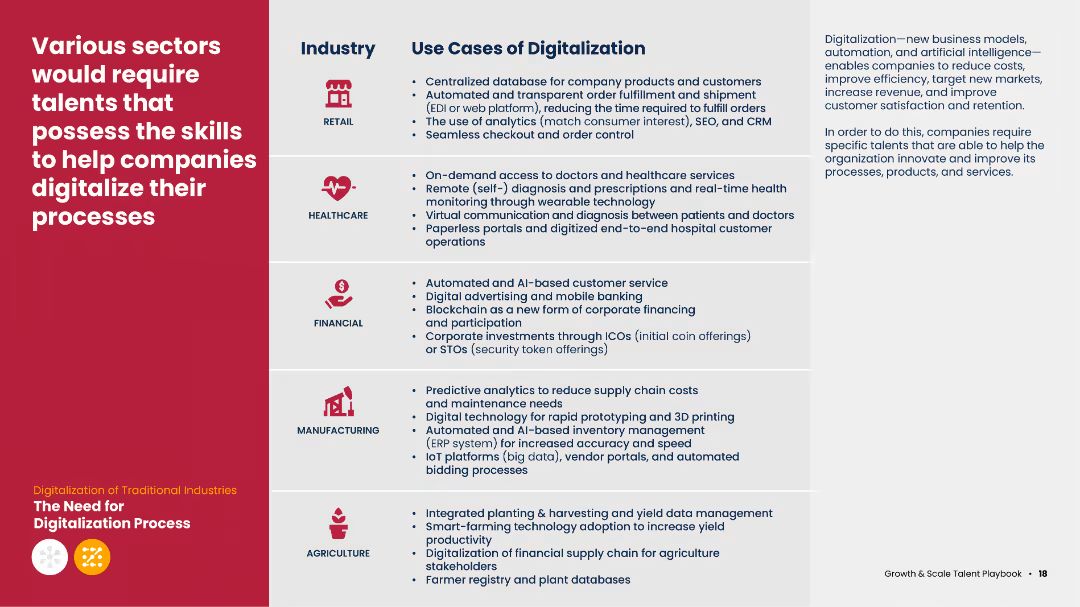 Various sectors
would require
talents that
possess the skills
to help companies
digitalize their
processes
Digitalization of Traditional Industries
The Need for
Digitalization Process
Industry
Use Cases of Digitalization
RETAIL
• Centralized database for company products and customers
• Automated and transparent order fulfillment and shipment
(EDI or web platform), reducing the time required to fulfill orders
• The use of analytics (match consumer interest), SEO, and CRM
• Seamless checkout and order control
HEALTHCARE
• On-demand access to doctors and healthcare services
• Remote (self-) diagnosis and prescriptions and real-time health
monitoring through wearable technology
• Virtual communication and diagnosis between patients and doctors
• Paperless portals and digitized end-to-end hospital customer
operations
FINANCIAL
• Automated and AI-based customer service
• Digital advertising and mobile banking
• Blockchain as a new form of corporate financing
and participation
• Corporate investments through ICOs (initial coin offerings)
or STOs (security token offerings)
MANUFACTURING
• Predictive analytics to reduce supply chain costs
and maintenance needs
• Digital technology for rapid prototyping and 3D printing
• Automated and AI-based inventory management
(ERP system) for increased accuracy and speed
• IoT platforms (big data), vendor portals, and automated
bidding processes
AGRICULTURE
• Integrated planting & harvesting and yield data management
• Smart-farming technology adoption to increase yield
productivity
• Digitalization of financial supply chain for agriculture
stakeholders
• Farmer registry and plant databases
Digitalization—new business models,
automation, and artificial intelligence—
enables companies to reduce costs,
improve efficiency, target new markets,
increase revenue, and improve
customer satisfaction and retention.
In order to do this, companies require
specific talents that are able to help the
organization innovate and improve its
processes, products, and services.
Growth & Scale Talent Playbook • 18